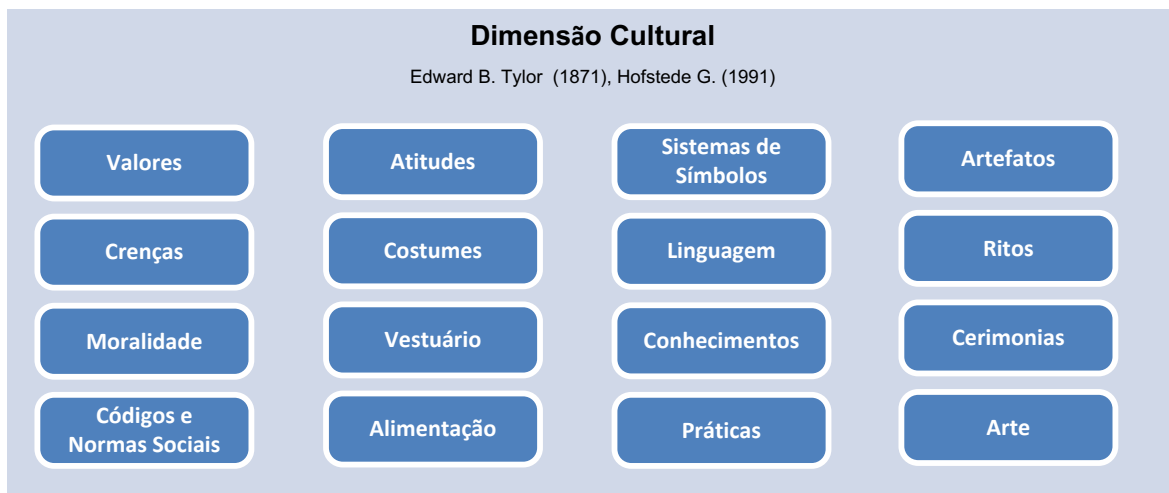 Dimensão Cultural
Edward B. Tylor (1871), Hofstede G. (1991)
Valores
Atitudes
Sistemas de
Símbolos
Artefatos
Crenças
Costumes
Linguagem
Ritos
Moralidade
Vestuário
Conhecimentos
Cerimonias
Códigos e
Normas Sociais
Alimentação
Práticas
Arte